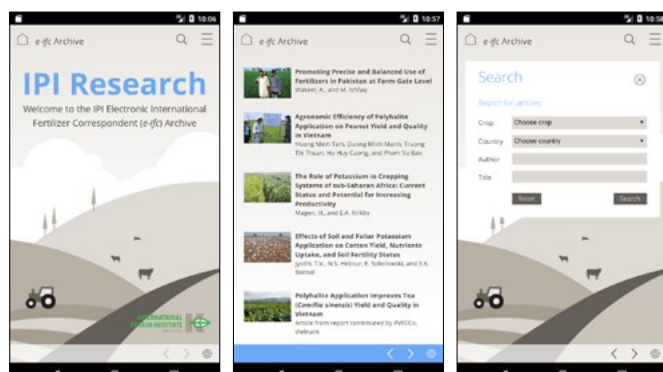 10:06
e-ifc Archive
IPI Research
Welcome to the IPI Electronic International
Fertilizer Correspondent (e-ifc) Archive
INTERNATIONAL
POTASH INSTITUTE
10:57
e-ifc Archive
Promoting Precise and Balanced Use of
Fertilizers in Pakistan at Farm-Gate Level
Wakeel, A., and M. Ishfaq
Agronomic Efficiency of Polyhalite
Application on Peanut Yield and Quality
in Vietnam
Hoang Minh Tam, Duong Minh Manh, Truong
Thi Thuan, Ho Huy Cuong, and Pham Vu Bao
The Role of Potassium in Cropping
Systems of sub-Saharan Africa: Current
Status and Potential for Increasing
Productivity
Magen, H., and E.A. Kirkby
Effects of Soil and Foliar Potassium
Application on Cotton Yield, Nutrients
Uptake, and Soil Fertility Status
Jyothi, T.V., N.S. Hebsur, E. Sokolowski, and S.K.
Bansal
Polyhalite Application Improves Tea
(Camillia sinensis) Yield and Quality in
Vietnam
Article from report contributed by PVFCCo,
Vietnam
10:58
e-ifc Archive
Search
Search for articles:
Crop Choose crop
Country Choose country
Author
Title
Reset Search